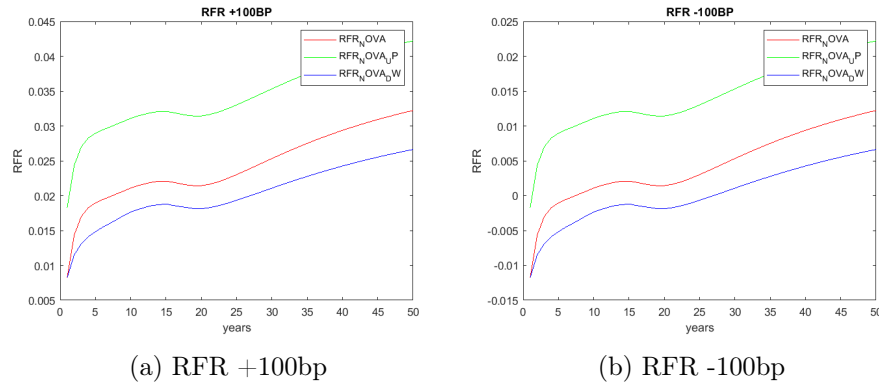 RFR +100BP
RFR_NOVA
RFR_NOVA_UP
RFR_NOVA_DW
0.045
0.04
0.035
0.03
0.025
0.02
0.015
0.01
0.005
RFR
0 5 10 15 20 25 30 35 40 45 50
years
(a) RFR +100bp
RFR -100BP
RFR_NOVA
RFR_NOVA_UP
RFR_NOVA_DW
0.025
0.02
0.015
0.01
0.005
0
-0.005
-0.01
-0.015
RFR
0 5 10 15 20 25 30 35 40 45 50
years
(b) RFR -100bp